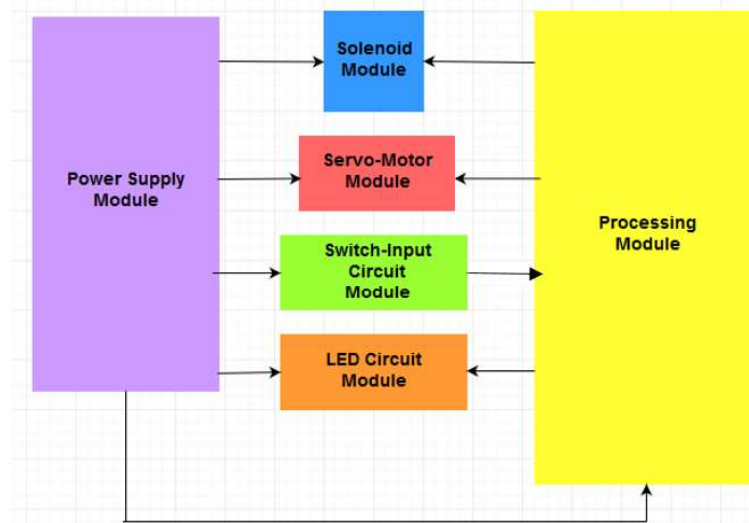 Solenoid
Module
Servo-Motor
Module
Power Supply
Module
Processing
Module
Switch-Input
Circuit
Module
LED Circuit
Module